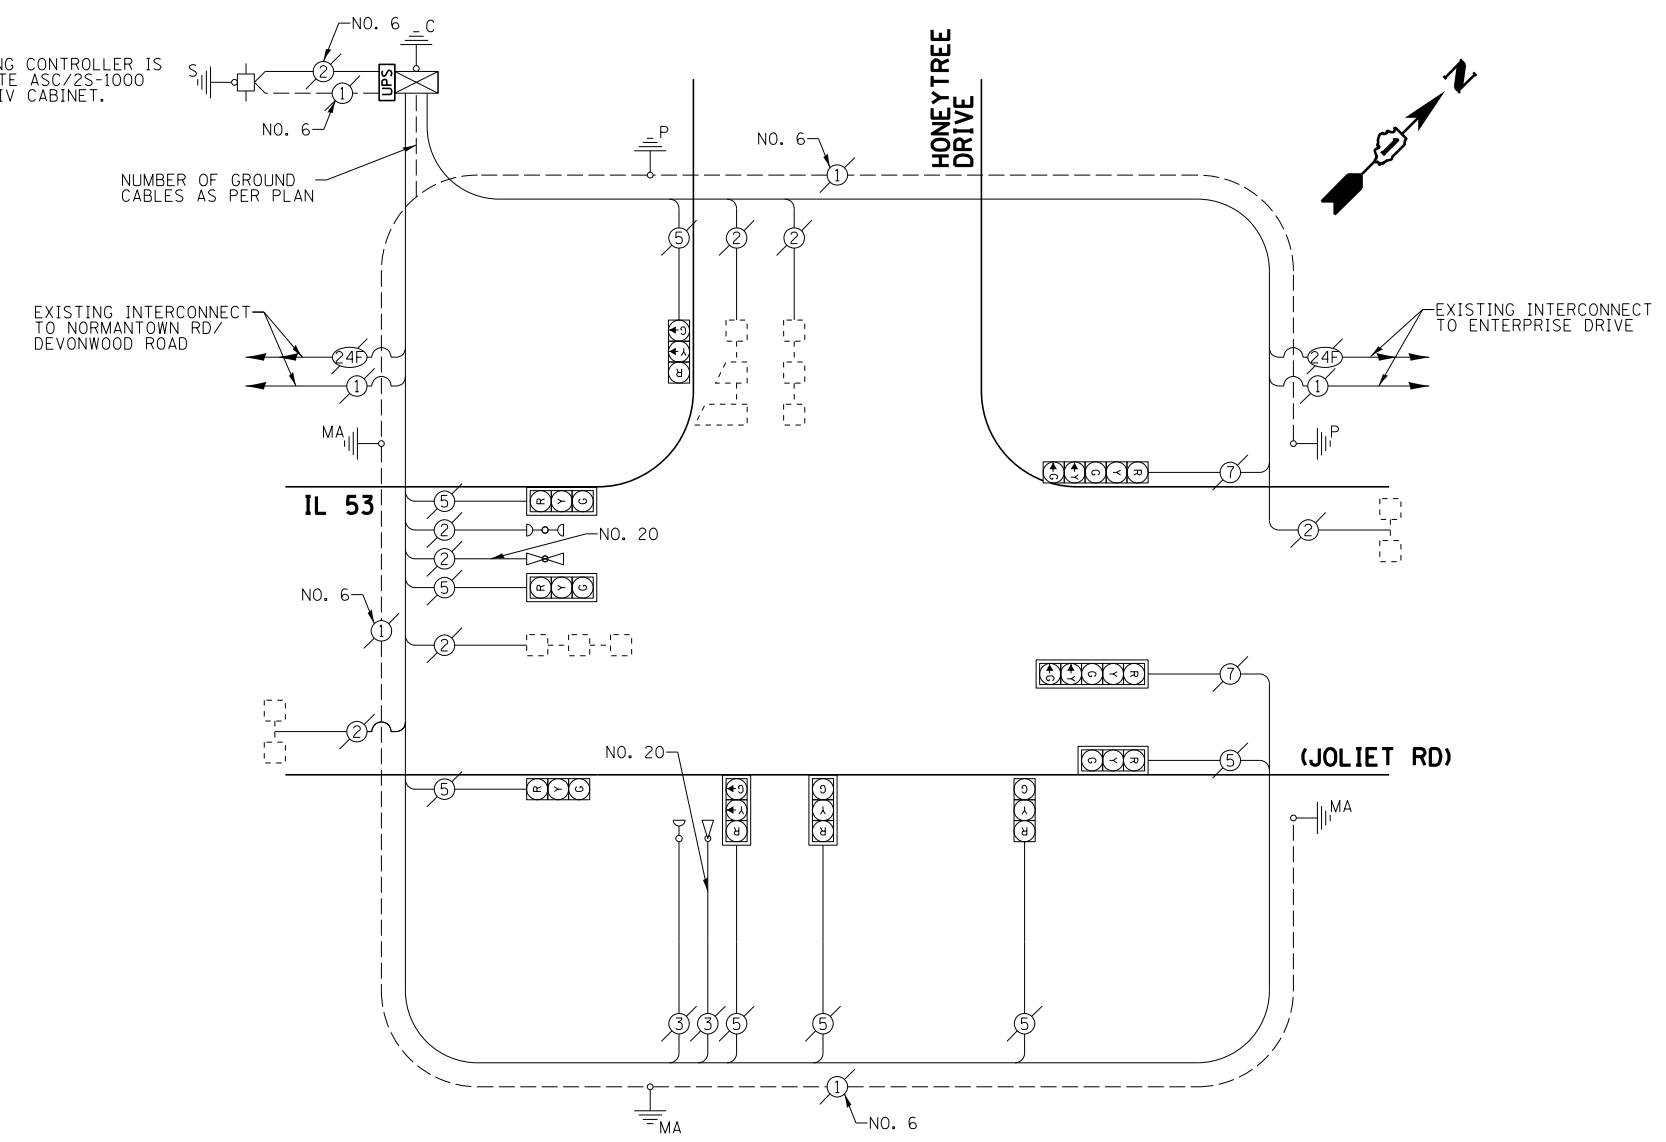 NO. 6
C
NG CONTROLLER IS
TE ASC/2S-1000
IV CABINET.
S
2
UPS
1
NO. 6
NUMBER OF GROUND
CABLES AS PER PLAN
P
NO. 6
1
HONEYTREE
DRIVE
N
1
5
2
2
EXISTING INTERCONNECT
TO NORMANTOWN RD/
DEVONWOOD ROAD
24F
1
G
Y
R
EXISTING INTERCONNECT
TO ENTERPRISE DRIVE
24F
1
MA
P
G Y G Y R
7
IL 53
5
R Y G
2
2
NO. 20
2
5
R Y G
NO. 6
1
2
G Y G Y R
7
2
NO. 20
G Y R
5
(JOLIET RD)
5
R Y G
G
Y
R
G
Y
R
G
Y
R
MA
3
3
5
5
5
1
NO. 6
MA